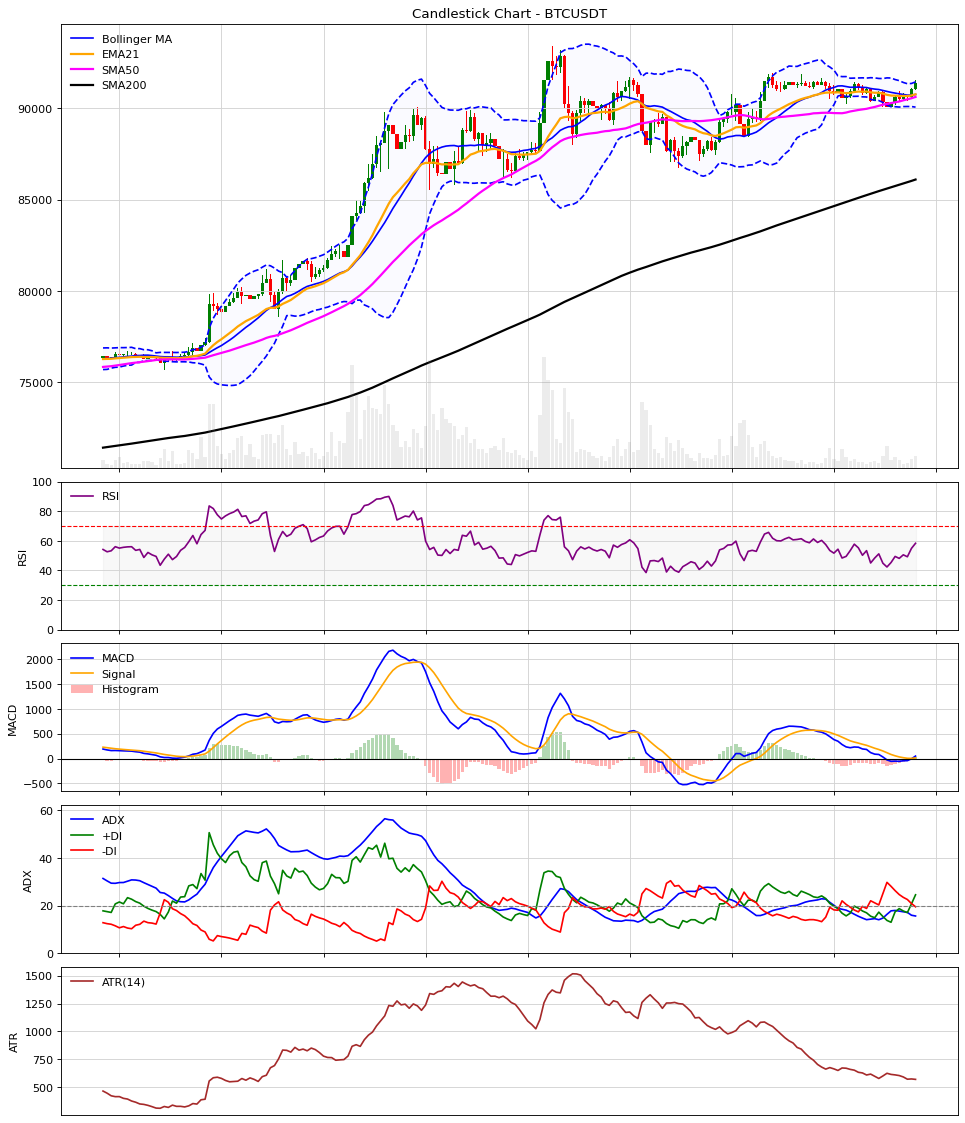 Candlestick Chart - BTCUSDT
Bollinger MA
EMA21
SMA50
SMA200
90000
85000
80000
75000
RSI
RSI
100
80
60
40
20
0
MACD
Signal
Histogram
MACD
2000
1500
1000
500
0
−500
ADX
+DI
-DI
ADX
60
40
20
0
ATR(14)
ATR
1500
1250
1000
750
500